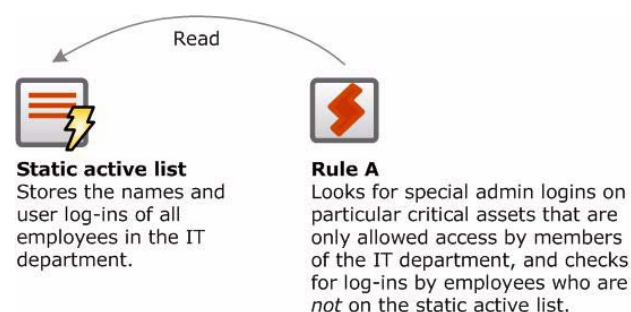 Read
Static active list
Stores the names and
user log-ins of all
employees in the IT
department.
Rule A
Looks for special admin logins on
particular critical assets that are
only allowed access by members
of the IT department, and checks
for log-ins by employees who are
not on the static active list.